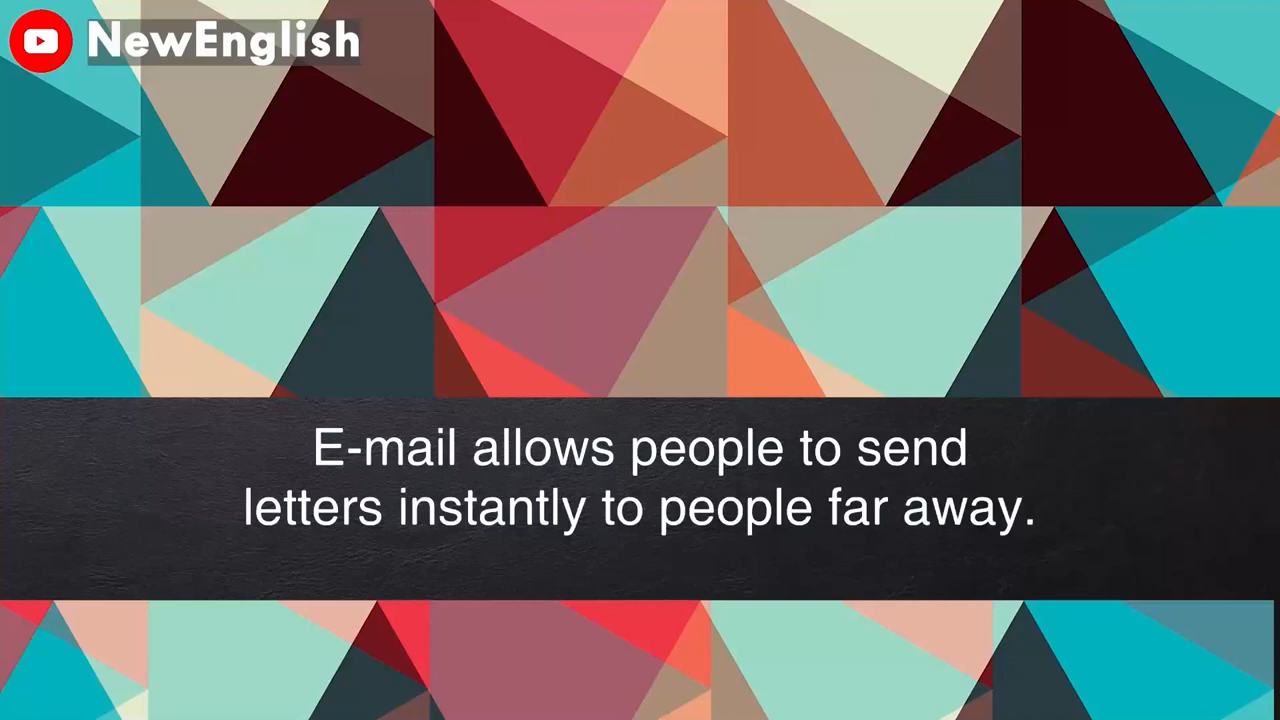 NewEnglish
E-mail allows people to send
letters instantly to people far away.